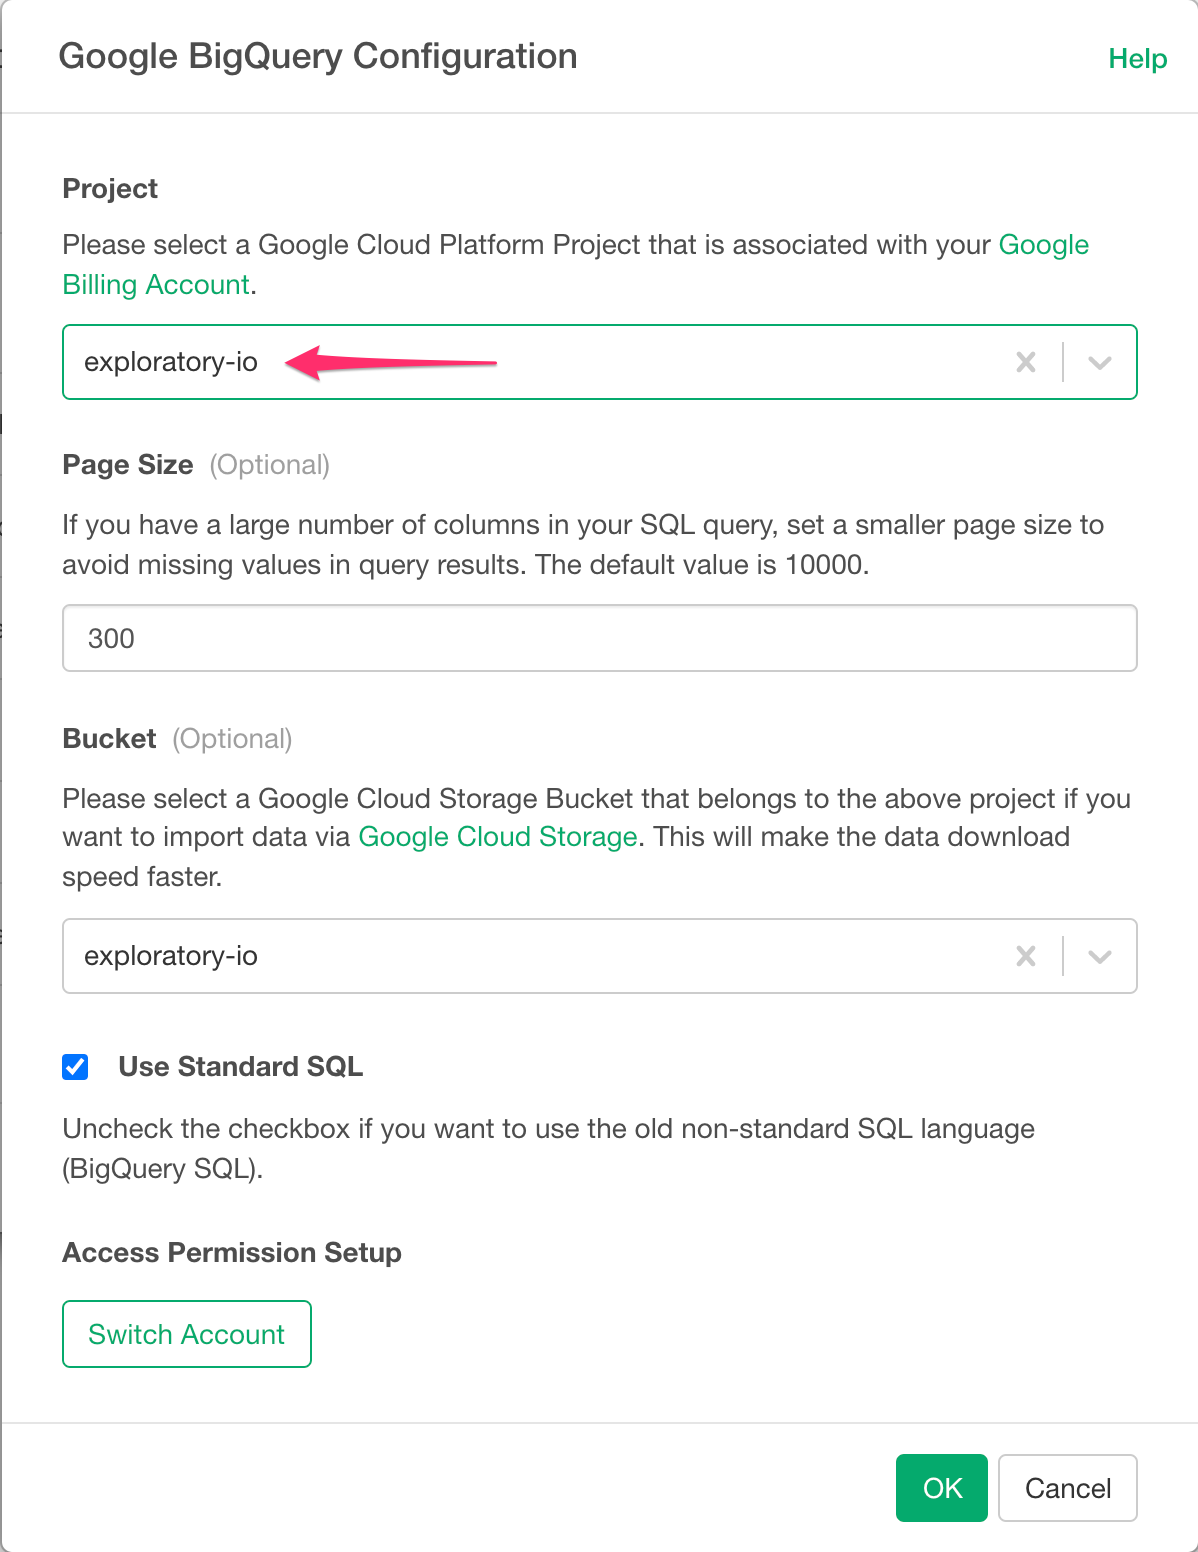 Google BigQuery Configuration
Help
Project
Please select a Google Cloud Platform Project that is associated with your Google
Billing Account.
exploratory-io
Page Size (Optional)
If you have a large number of columns in your SQL query, set a smaller page size to
avoid missing values in query results. The default value is 10000.
300
Bucket (Optional)
Please select a Google Cloud Storage Bucket that belongs to the above project if you
want to import data via Google Cloud Storage. This will make the data download
speed faster.
exploratory-io
Use Standard SQL
Uncheck the checkbox if you want to use the old non-standard SQL language
(BigQuery SQL).
Access Permission Setup
Switch Account
OK
Cancel